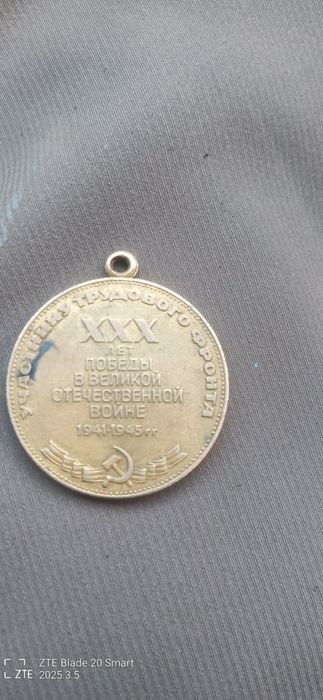 УЧАСТНИКУ ТРУДОВОГО ФРОНТА
XXX
ЛЕТ
ПОБЕДЫ
В ВЕЛИКОЙ
ОТЕЧЕСТВЕННОЙ
ВОЙНЕ
1941-1945 гг
ZTE Blade 20 Smart
ZTE 2025.3.5